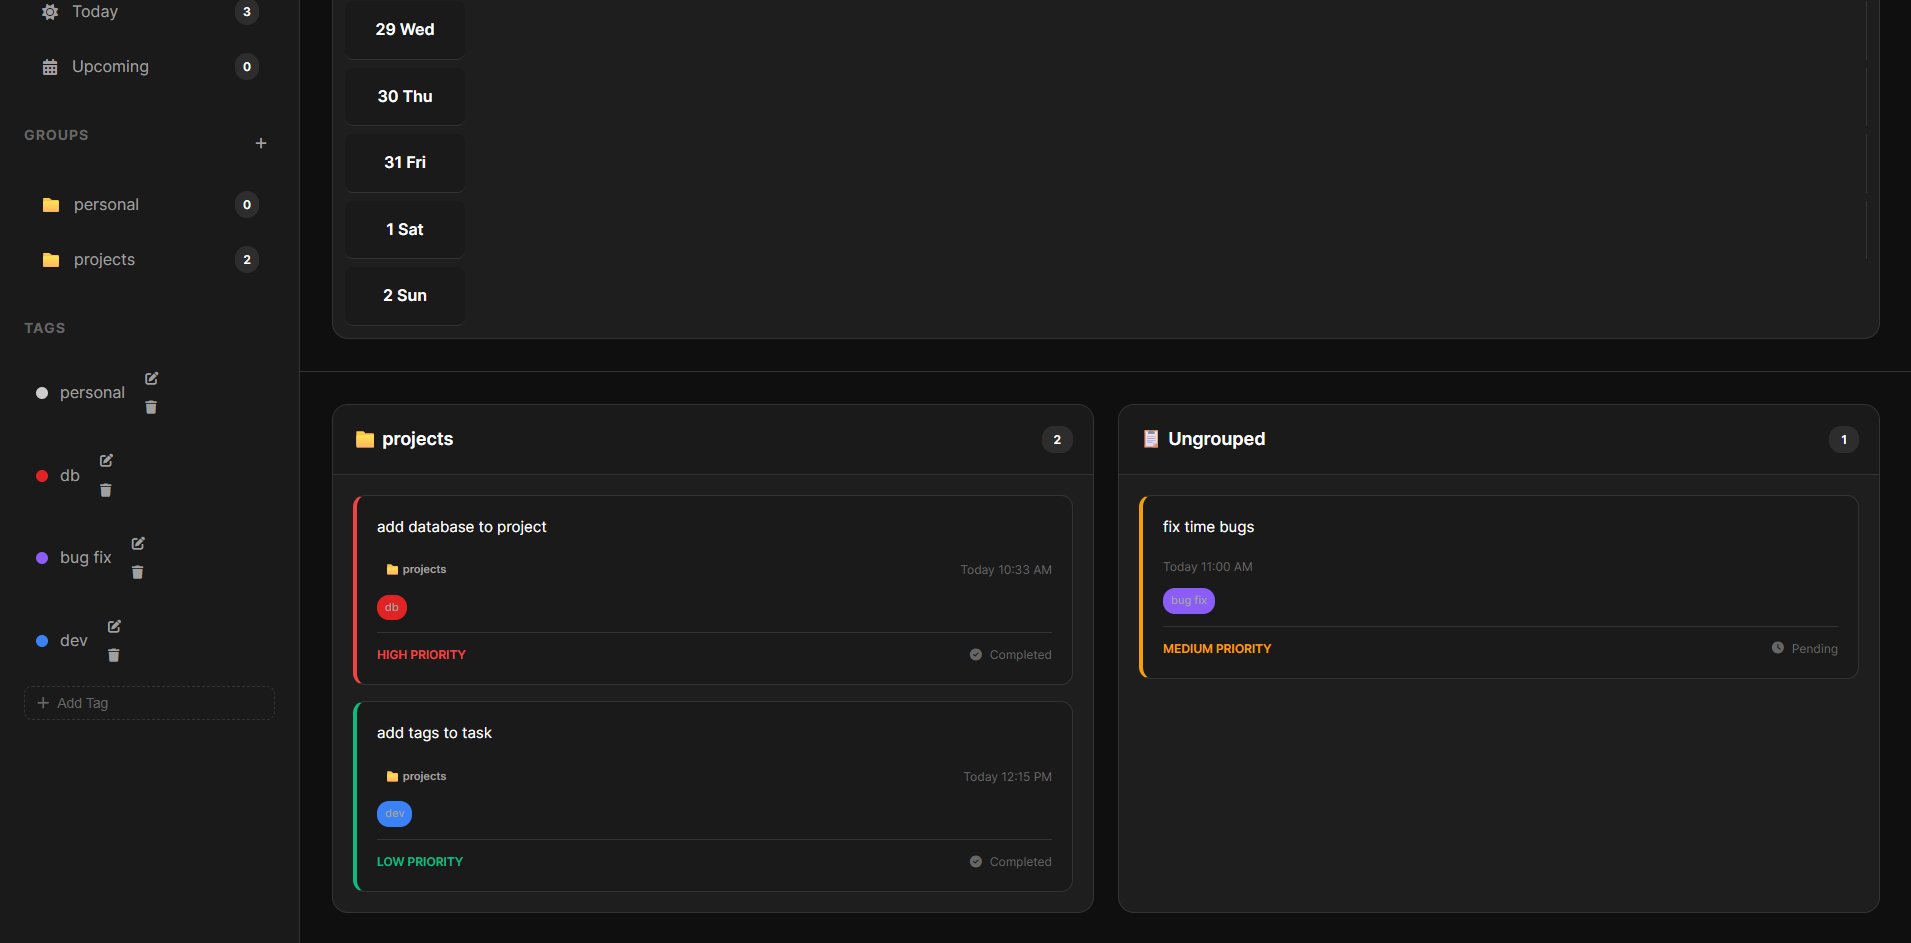 Today 3
Upcoming 0
GROUPS
+
personal 0
projects 2
TAGS
personal
db
bug fix
dev
+ Add Tag
29 Wed
30 Thu
31 Fri
1 Sat
2 Sun
projects 2
add database to project
projects Today 10:33 AM
db
HIGH PRIORITY Completed
add tags to task
projects Today 12:15 PM
dev
LOW PRIORITY Completed
Ungrouped 1
fix time bugs
Today 11:00 AM
bug fix
MEDIUM PRIORITY Pending